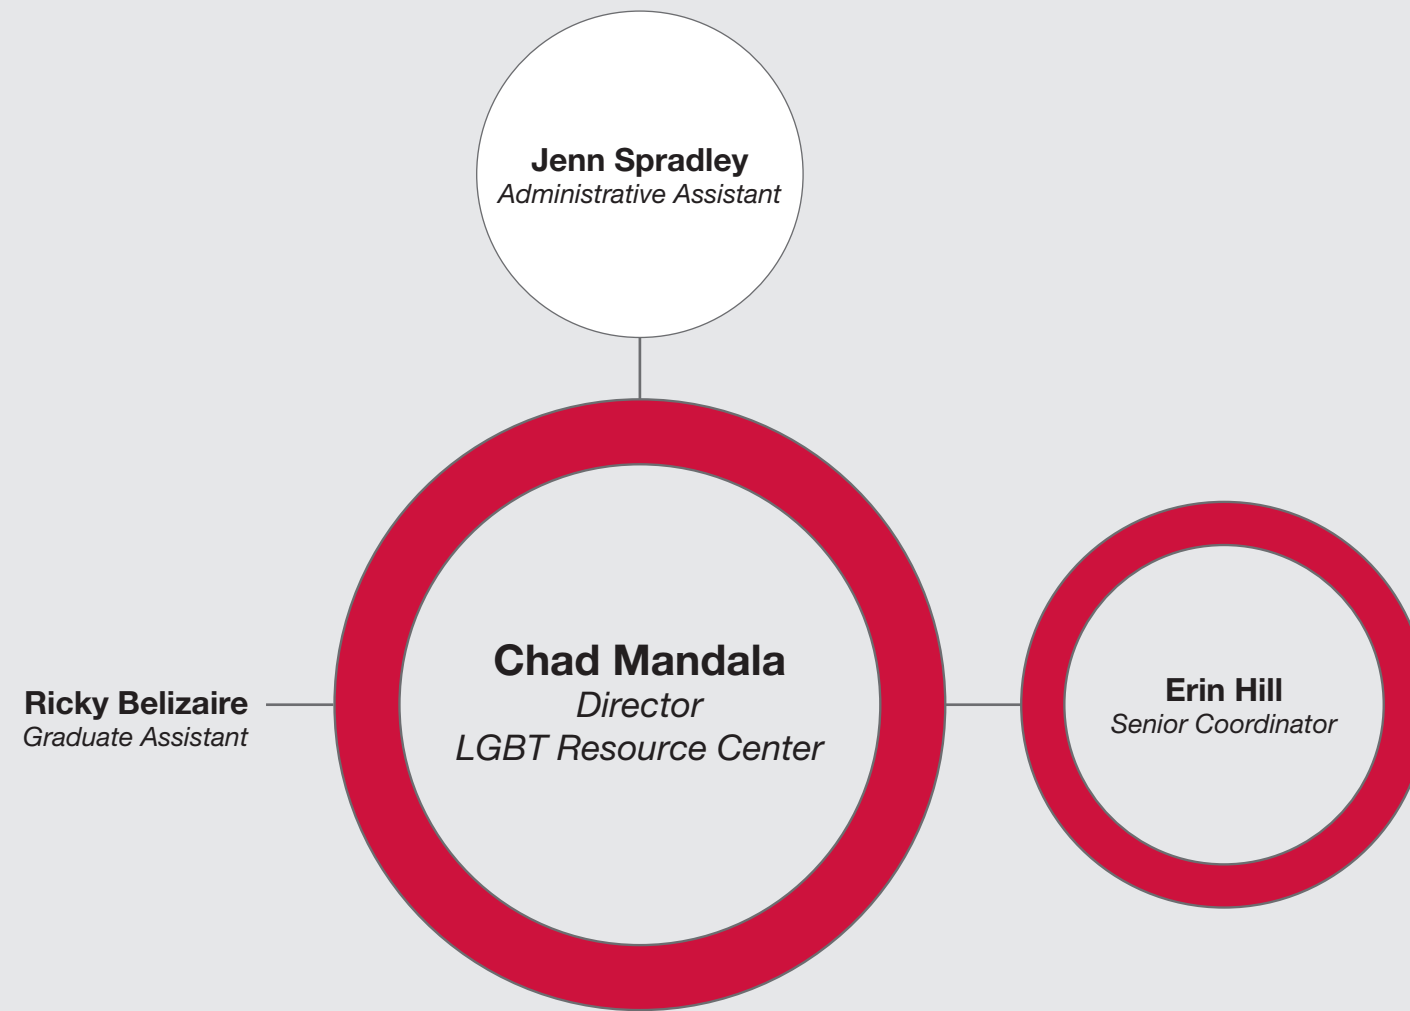 Jenn Spradley
Administrative Assistant
Chad Mandala
Director
LGBT Resource Center
Ricky Belizaire
Graduate Assistant
Erin Hill
Senior Coordinator